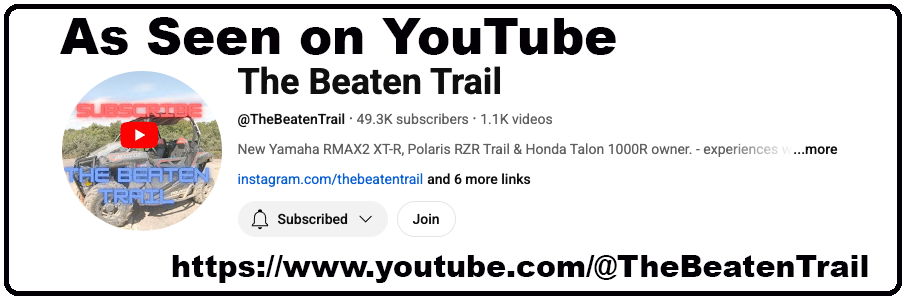 As Seen on YouTube
The Beaten Trail
@TheBeatenTrail · 49.3K subscribers · 1.1K videos
New Yamaha RMAX2 XT-R, Polaris RZR Trail & Honda Talon 1000R owner. - experiences w ...more
instagram.com/thebeatentrail and 6 more links
Subscribed
Join
SUBSCRIBE
THE BEATEN
TRAIL
https://www.youtube.com/@TheBeatenTrail